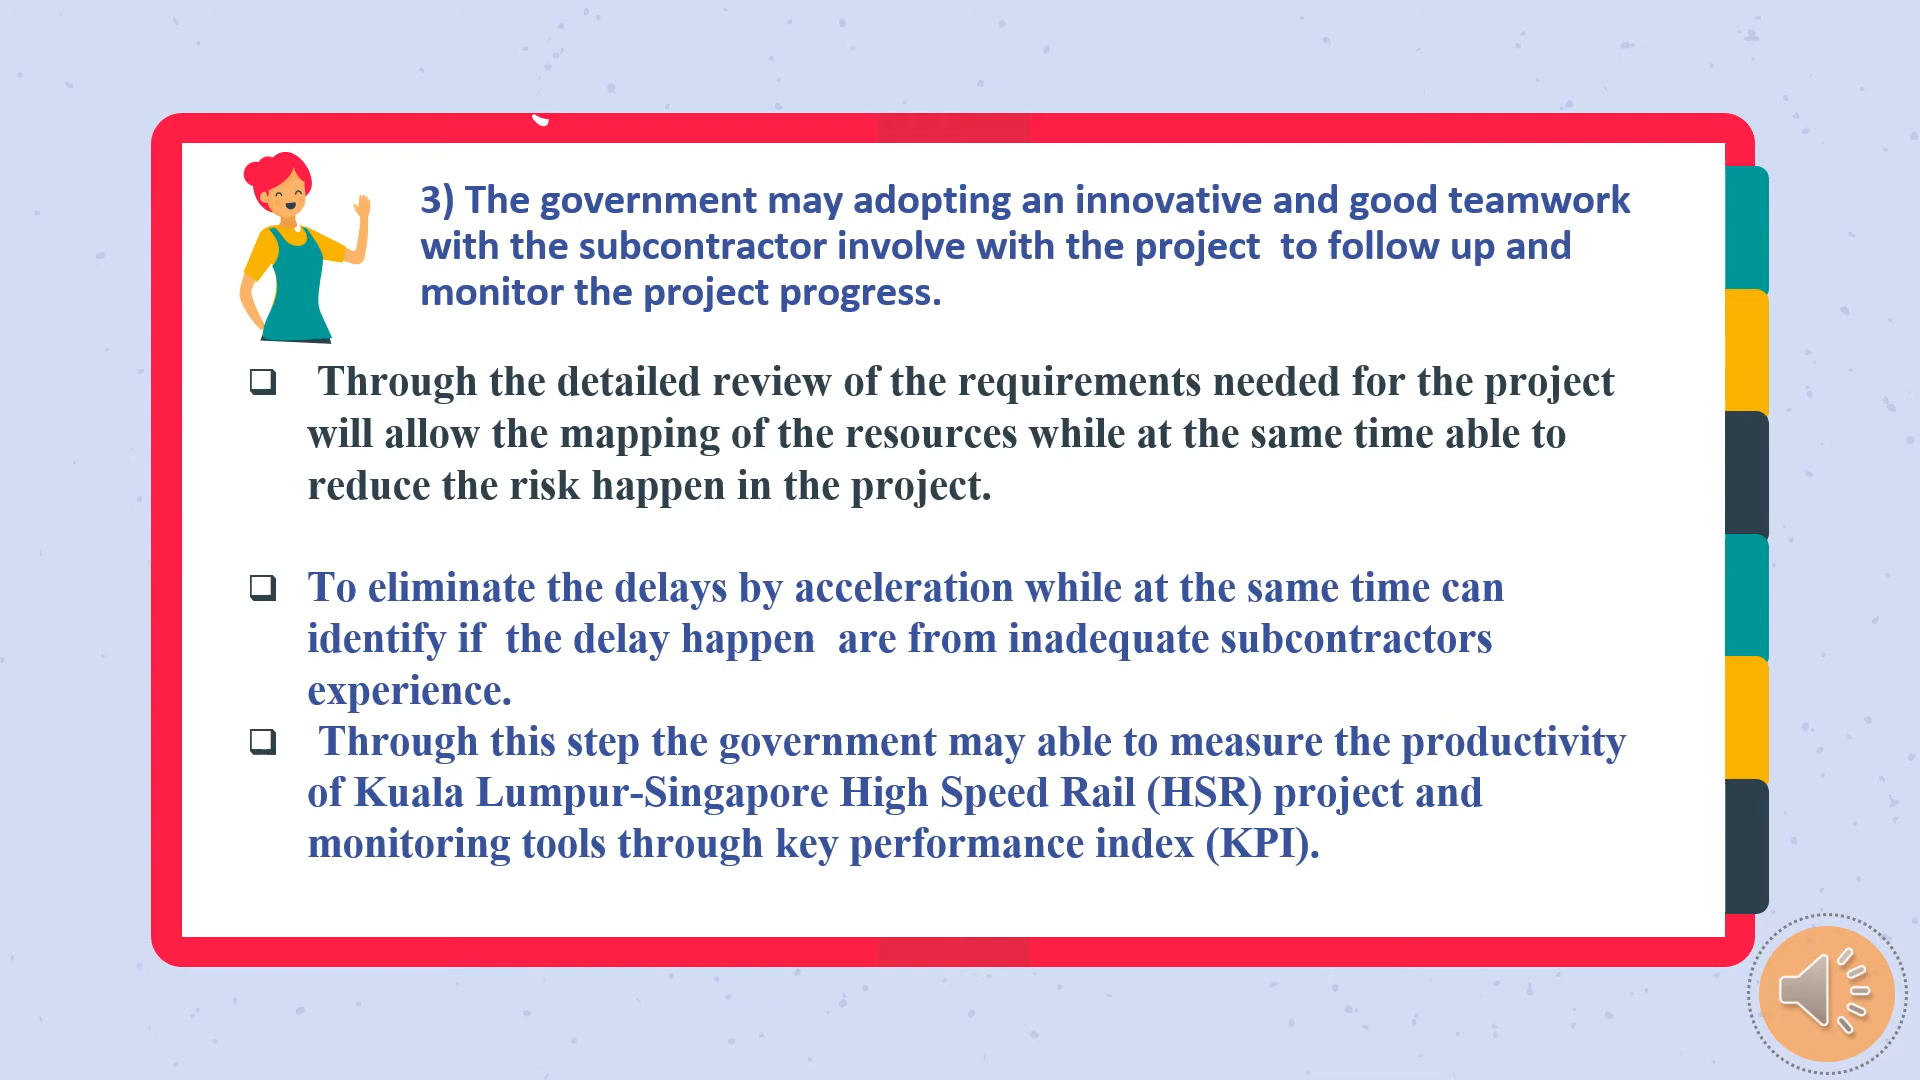 3) The government may adopting an innovative and good teamwork
with the subcontractor involve with the project  to follow up and
monitor the project progress.
❑ Through the detailed review of the requirements needed for the project
will allow the mapping of the resources while at the same time able to
reduce the risk happen in the project.
❑ To eliminate the delays by acceleration while at the same time can
identify if  the delay happen  are from inadequate subcontractors
experience.
❑ Through this step the government may able to measure the productivity
of Kuala Lumpur-Singapore High Speed Rail (HSR) project and
monitoring tools through key performance index (KPI).